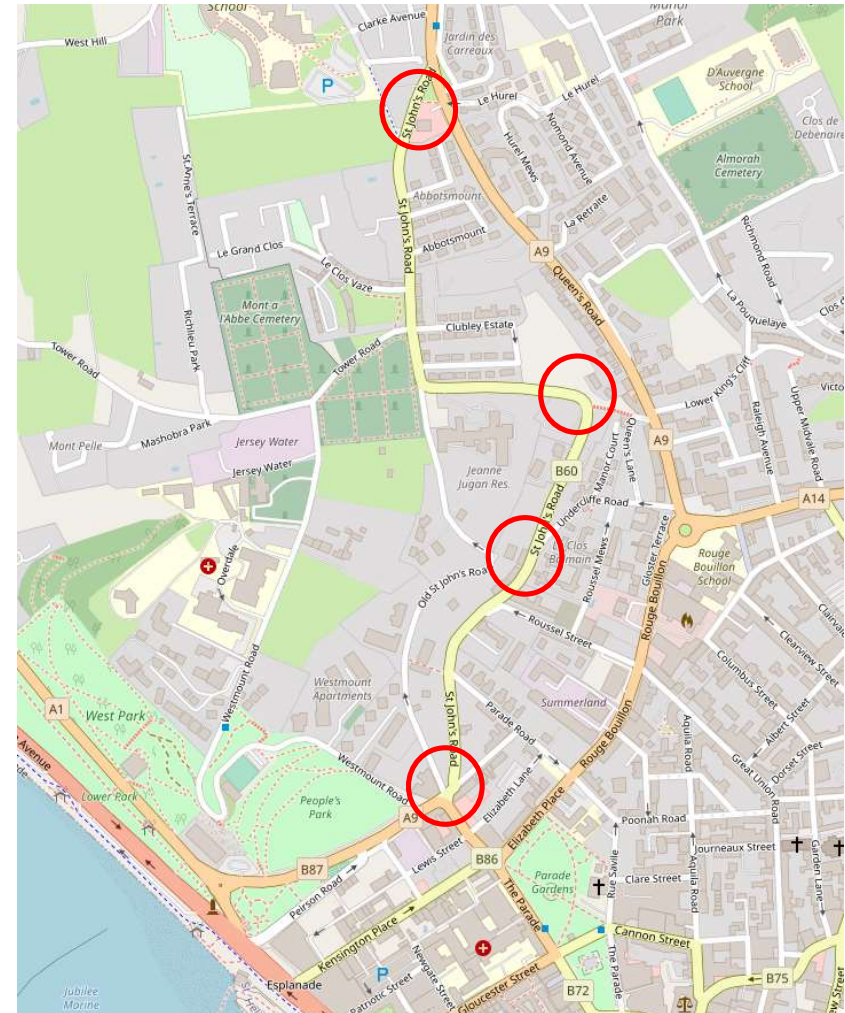 School
Clarke Avenue
Manor
Park
West Hill
Jardin des
Carreaux
D'Auvergne
School
P
Le Hurel
Le Hurel
St John's Road
Clos de
Debenaire
Hurel Mews
Nomond Avenue
Almorah
Cemetery
St.Anne's Terrace
Abbotsmount
La Retraite
Richmond Road
St John's Road
Abbotsmount
Le Grand Clos
A9
Le Clos Vaze
Queen's Road
La Pouquelaye
Mont a
l'Abbe Cemetery
Richlieu Park
Clubley Estate
Clos d
Tower Road
Tower Road
Lower King's Cliff
Victo
Upper Midvale Road
Raleigh Avenue
Mashobra Park
Mont Pelle
Jersey Water
A9
Manor Court
Queen's Lane
Jersey Water
Jeanne
Jugan Res.
B60
A14
St John's Road
Undercliffe Road
Gloster Terrace
Overdale
Le Clos
Balmain
Roussel Mews
Rouge
Bouillon
School
Old St John's Road
Rouge Bouillon
Clairval
Roussel Street
Clearview Street
Westmount Road
Westmount
Apartments
Columbus Street
A1
West Park
St John's Road
Summerland
Albert Street
Parade Road
Aquila Road
Dorset Street
Avenue
Westmount Road
Rouge Bouillon
Great Union Road
Lower Park
People's
Park
Elizabeth Lane
A9
Elizabeth Place
Poonah Road
B87
Lewis Street
B86
Journeaux Street
Rue Saville
Garden Lane
Peirson Road
Parade
Gardens
Clare Street
Aquila Road
The Parade
Kensington Place
Cannon Street
Newgate Street
P
The Parade
Esplanade
Patriotic Street
Gloucester Street
B75
B72
Jubilee
Marine